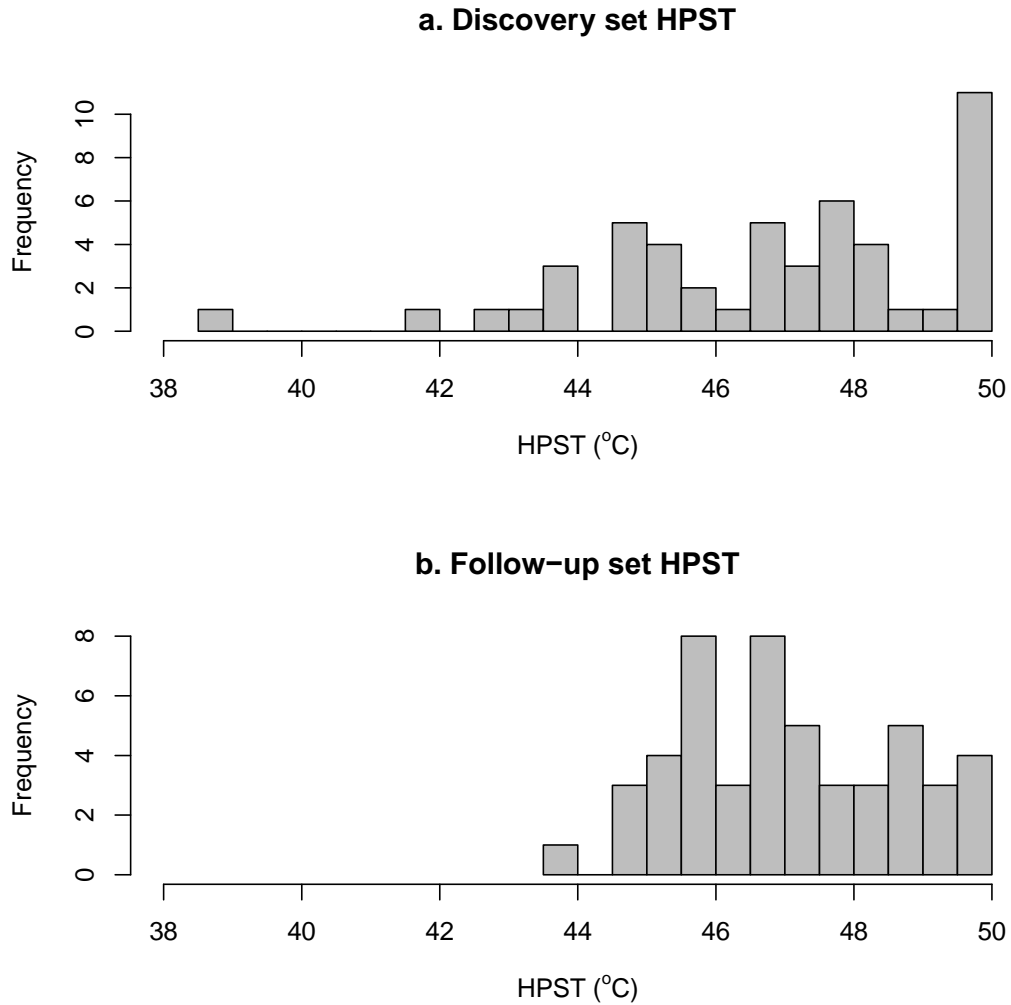 a. Discovery set HPST
Frequency
0 2 4 6 8 10
38 40 42 44 46 48 50
HPST (°C)
b. Follow−up set HPST
Frequency
0 2 4 6 8
38 40 42 44 46 48 50
HPST (°C)